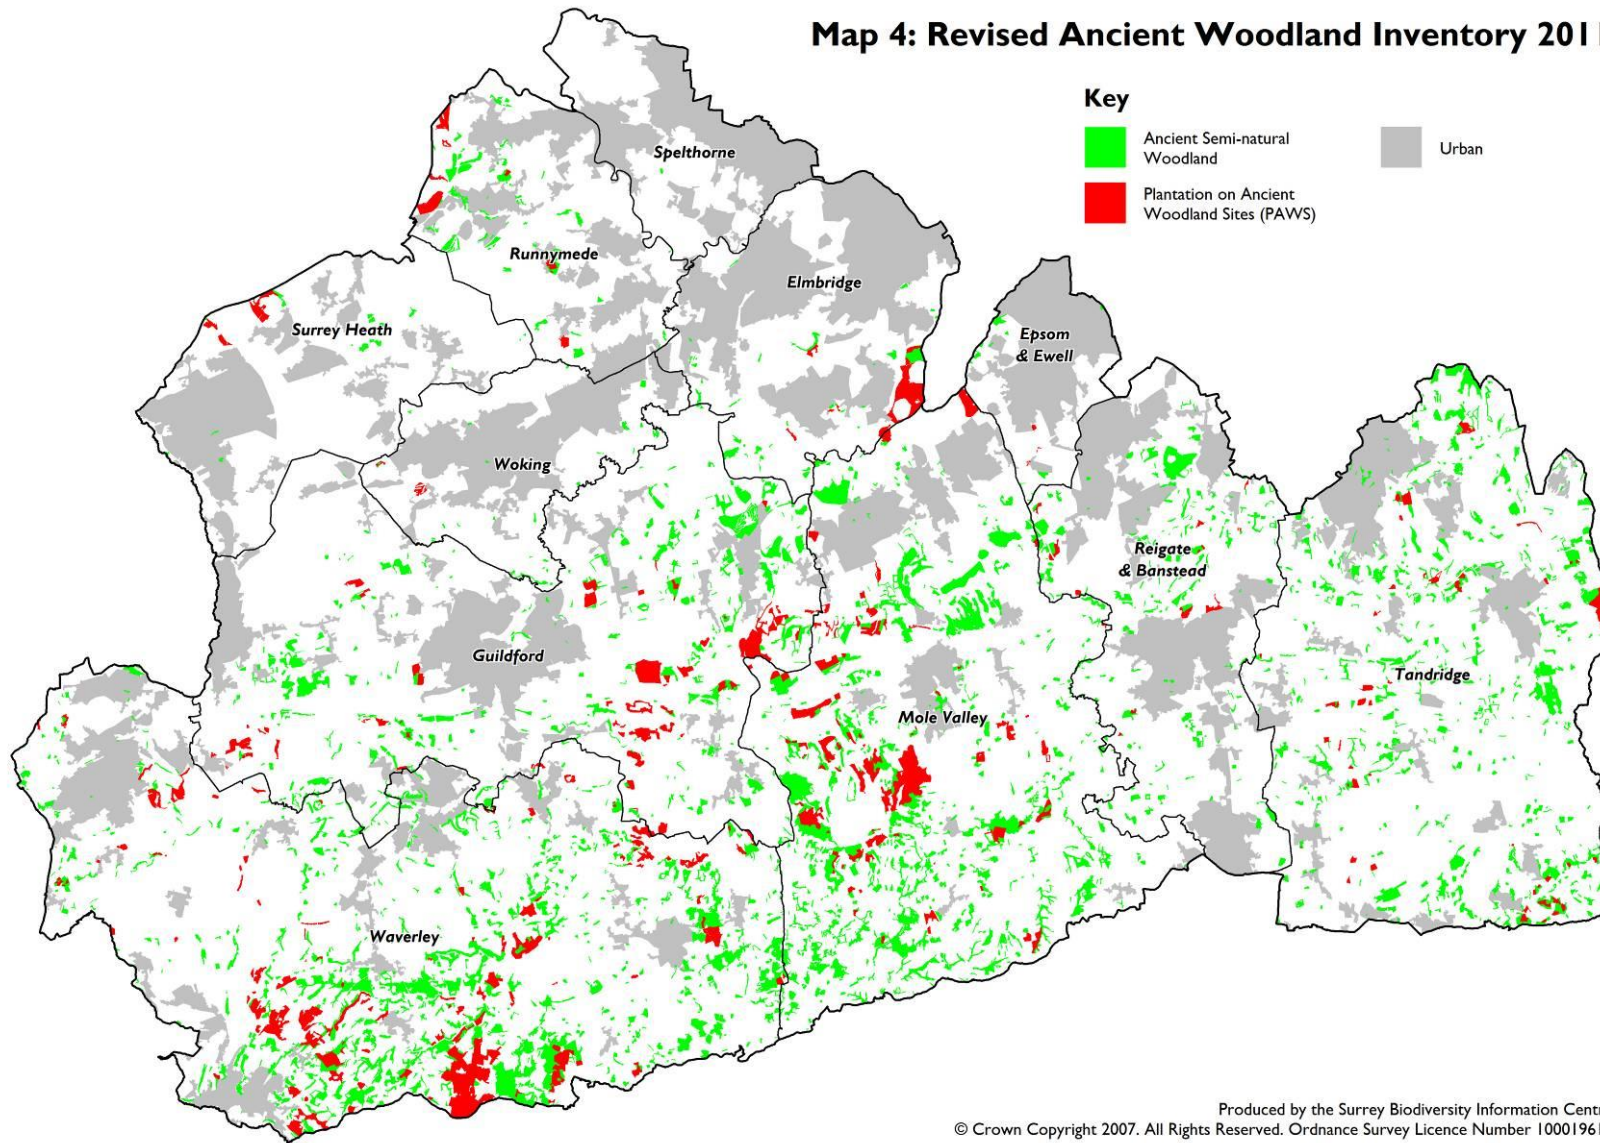 Map 4: Revised Ancient Woodland Inventory 201
Key
Ancient Semi-natural
Woodland
Urban
Plantation on Ancient
Woodland Sites (PAWS)
Spelthorne
Runnymede
Elmbridge
Surrey Heath
Epsom
& Ewell
Woking
Reigate
& Banstead
Guildford
Tandridge
Mole Valley
Waverley
Produced by the Surrey Biodiversity Information Cent
© Crown Copyright 2007. All Rights Reserved. Ordnance Survey Licence Number 10001961